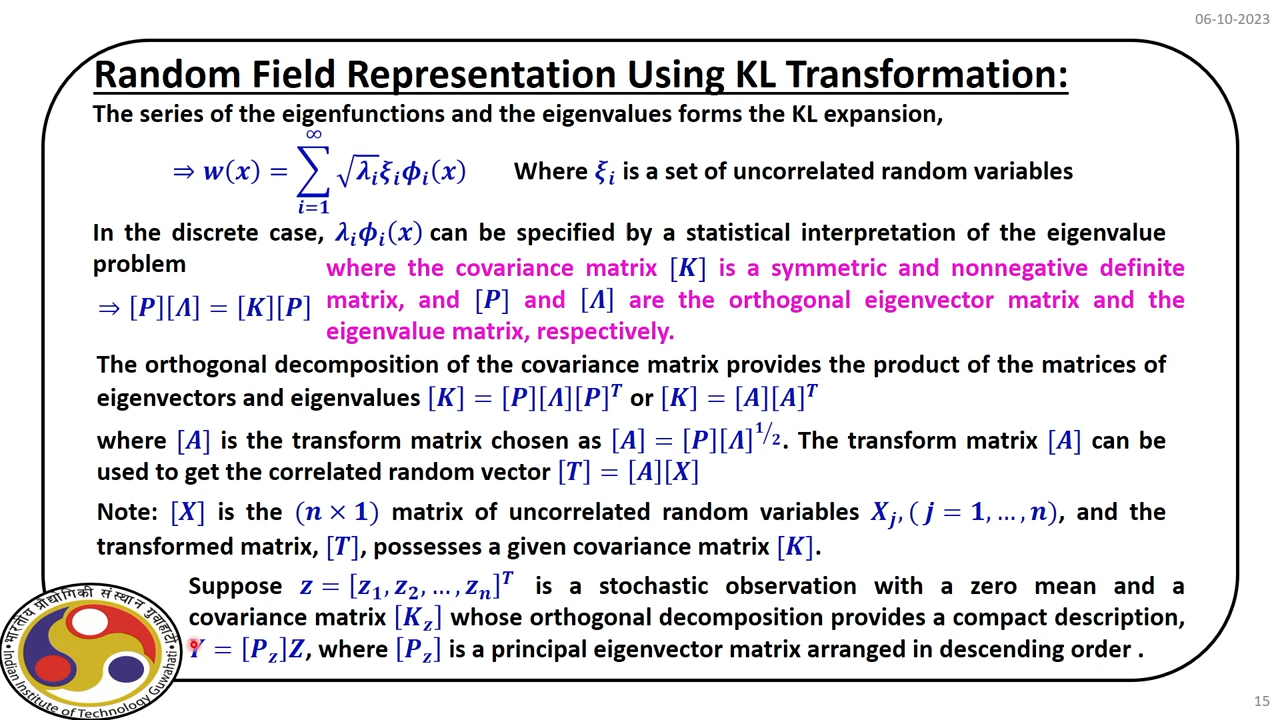 06-10-2023
Random Field Representation Using KL Transformation:
The series of the eigenfunctions and the eigenvalues forms the KL expansion,
⇒ w(x) = ∑_{i=1}^{∞} √λ_i ξ_i ϕ_i(x) Where ξ_i is a set of uncorrelated random variables
In the discrete case, λ_i ϕ_i(x) can be specified by a statistical interpretation of the eigenvalue
problem
⇒ [P][Λ] = [K][P]
where the covariance matrix [K] is a symmetric and nonnegative definite
matrix, and [P] and [Λ] are the orthogonal eigenvector matrix and the
eigenvalue matrix, respectively.
The orthogonal decomposition of the covariance matrix provides the product of the matrices of
eigenvectors and eigenvalues [K] = [P][Λ][P]^T or [K] = [A][A]^T
where [A] is the transform matrix chosen as [A] = [P][Λ]^{1/2}. The transform matrix [A] can be
used to get the correlated random vector [T] = [A][X]
Note: [X] is the (n × 1) matrix of uncorrelated random variables X_j, (j = 1, ..., n), and the
transformed matrix, [T], possesses a given covariance matrix [K].
Suppose z = [z_1, z_2, ..., z_n]^T is a stochastic observation with a zero mean and a
covariance matrix [K_z] whose orthogonal decomposition provides a compact description,
Y = [P_z]Z, where [P_z] is a principal eigenvector matrix arranged in descending order .
भारतीय प्रौद्योगिकी संस्थान गुवाहाटी
Indian Institute of Technology Guwahati
15